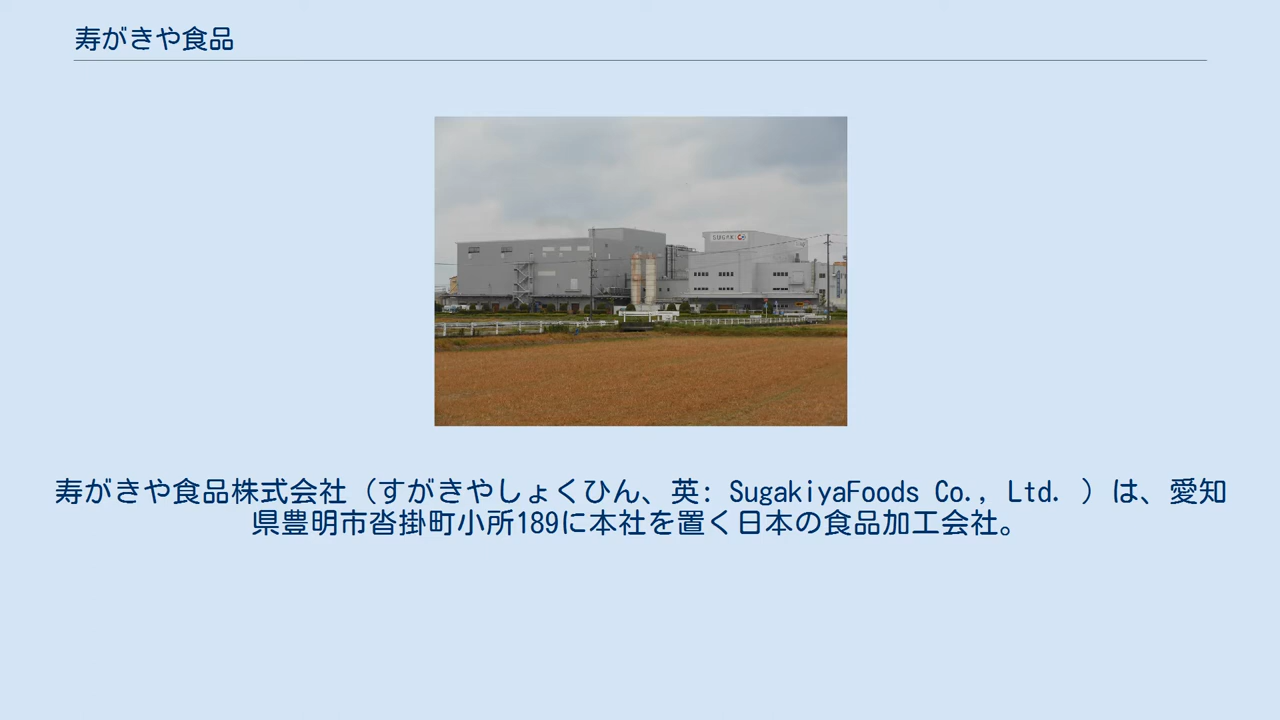 寿がきや食品
寿がきや食品株式会社（すがきやしょくひん、英: SugakiyaFoods Co., Ltd. ）は、愛知
県豊明市沓掛町小所189に本社を置く日本の食品加工会社。